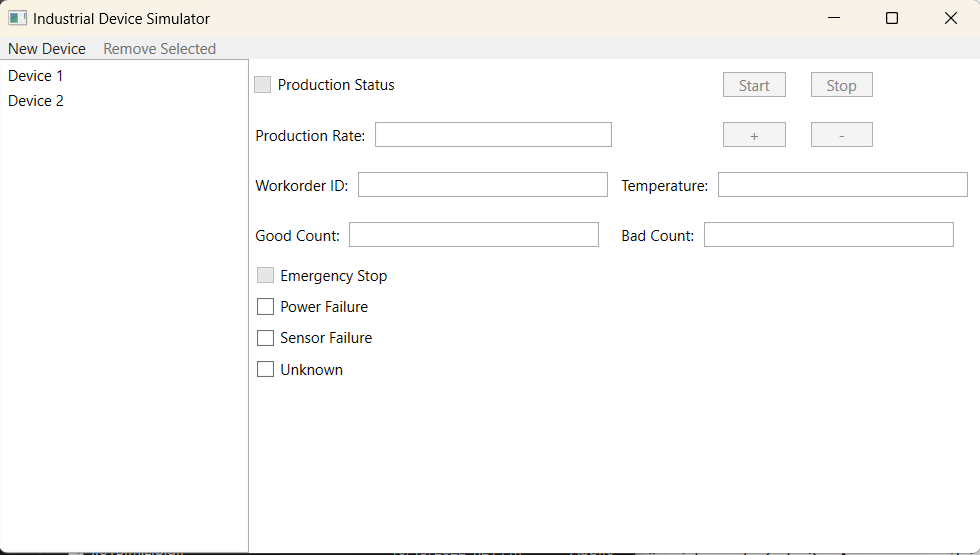 Industrial Device Simulator
New Device Remove Selected
Device 1
Device 2
Production Status Start Stop
Production Rate: + -
Workorder ID: Temperature:
Good Count: Bad Count:
Emergency Stop
Power Failure
Sensor Failure
Unknown